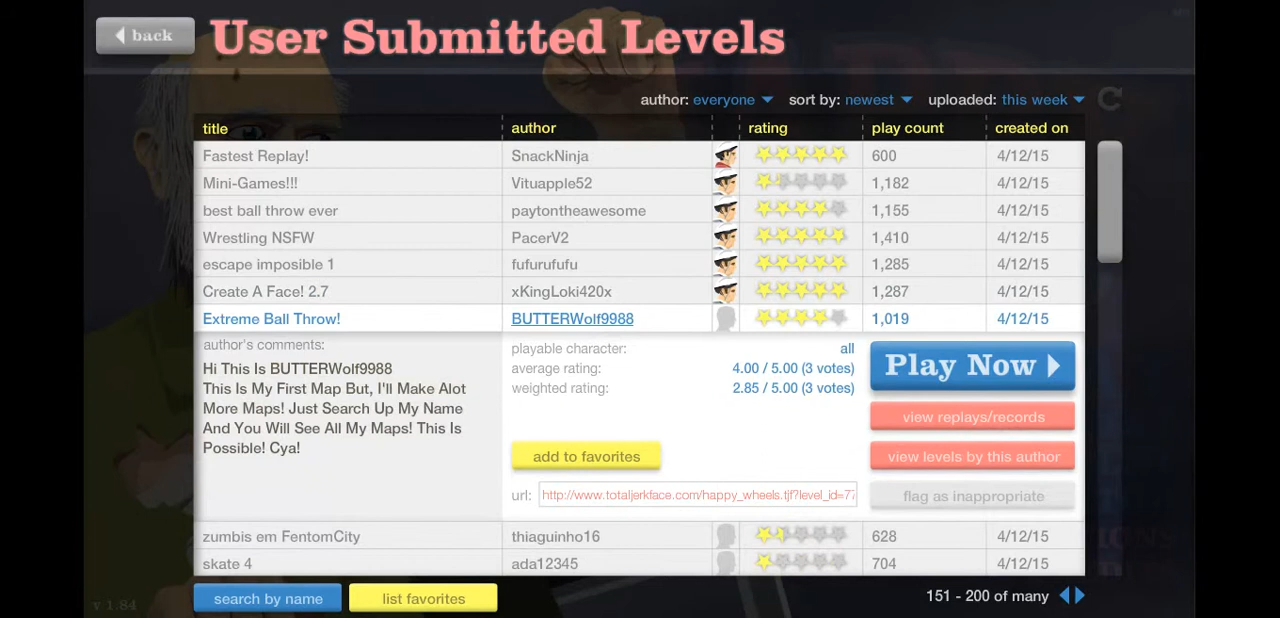 back
User Submitted Levels
author: everyone sort by: newest uploaded: this week
title author rating play count created on
Fastest Replay! SnackNinja 600 4/12/15
Mini-Games!!! Vituapple52 1,182 4/12/15
best ball throw ever paytontheawesome 1,155 4/12/15
Wrestling NSFW PacerV2 1,410 4/12/15
escape imposible 1 fufurufufu 1,285 4/12/15
Create A Face! 2.7 xKingLoki420x 1,287 4/12/15
Extreme Ball Throw! BUTTERWolf9988 1,019 4/12/15
author's comments:
Hi This Is BUTTERWolf9988
This Is My First Map But, I'll Make Alot
More Maps! Just Search Up My Name
And You Will See All My Maps! This Is
Possible! Cya!
playable character: all
average rating: 4.00 / 5.00 (3 votes)
weighted rating: 2.85 / 5.00 (3 votes)
add to favorites
url: http://www.totaljerkface.com/happy_wheels.tjf?level_id=77
Play Now
view replays/records
view levels by this author
flag as inappropriate
zumbis em FentomCity thiaguinho16 628 4/12/15
skate 4 ada12345 704 4/12/15
v 1.84
search by name list favorites 151 - 200 of many